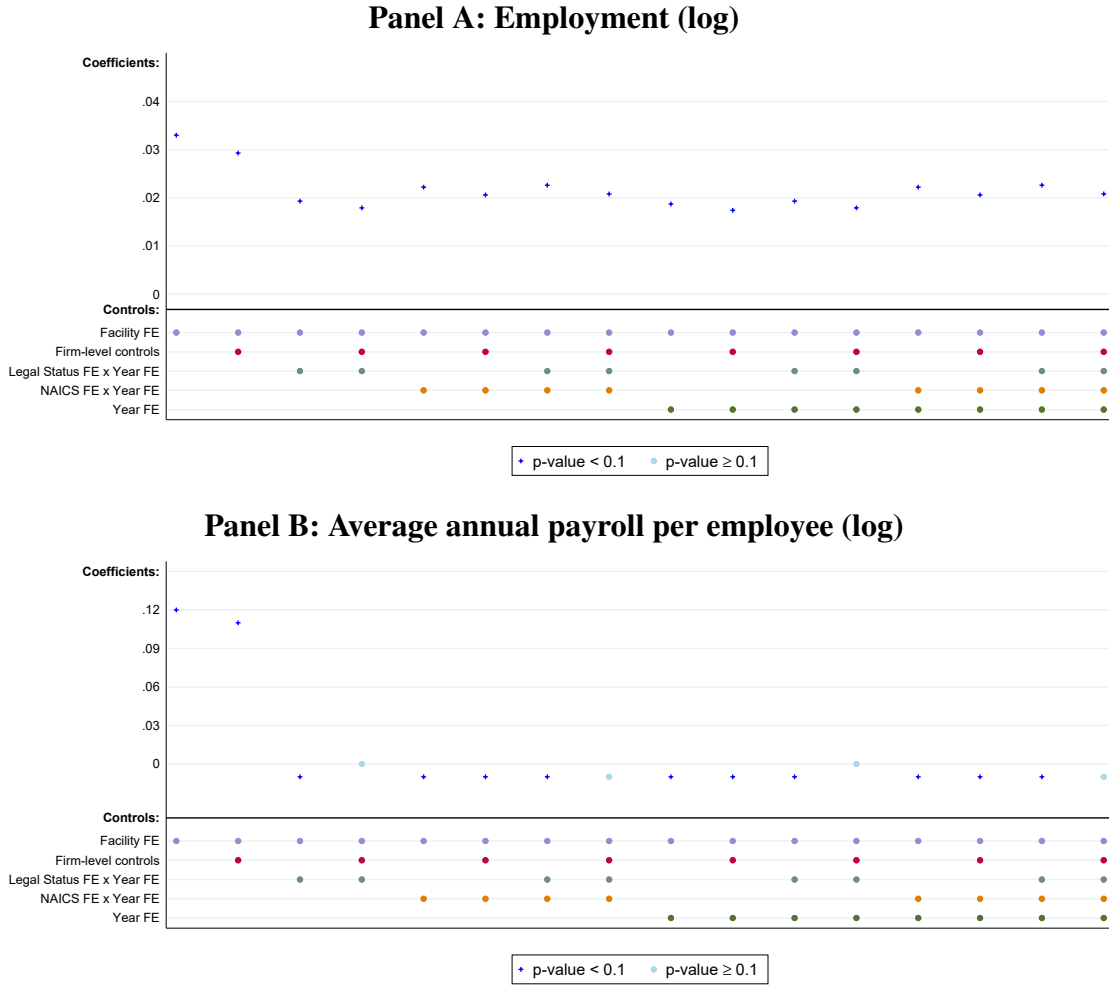 Panel A: Employment (log)
Coefficients:
.04
.03
.02
.01
0
Controls:
Facility FE
Firm-level controls
Legal Status FE x Year FE
NAICS FE x Year FE
Year FE
p-value < 0.1 p-value ≥ 0.1
Panel B: Average annual payroll per employee (log)
Coefficients:
.12
.09
.06
.03
0
Controls:
Facility FE
Firm-level controls
Legal Status FE x Year FE
NAICS FE x Year FE
Year FE
p-value < 0.1 p-value ≥ 0.1